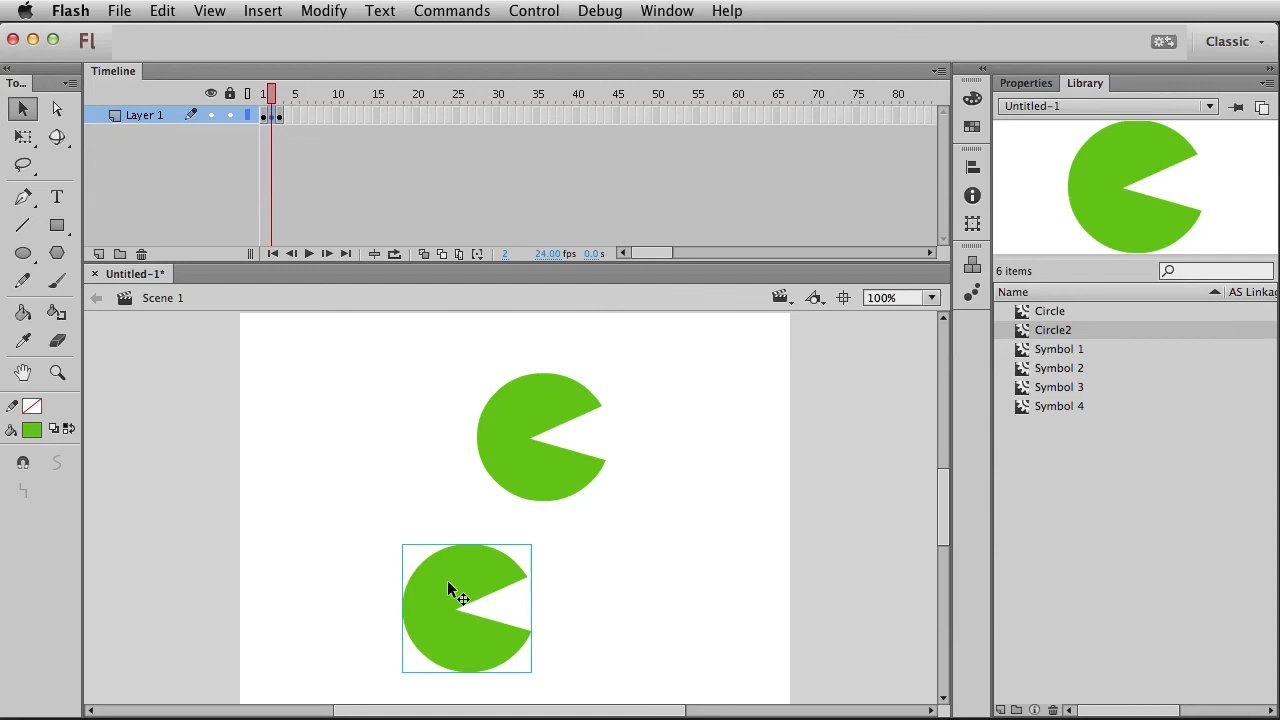 Flash File Edit View Insert Modify Text Commands Control Debug Window Help
Fl Classic
To... Timeline Properties Library
1 5 10 15 20 25 30 35 40 45 50 55 60 65 70 75 80
Untitled-1
Layer 1
T
2 24.00 fps 0.0 s
Untitled-1*
6 items
Scene 1 100%
Name AS Linkag
Circle
Circle2
Symbol 1
Symbol 2
Symbol 3
Symbol 4